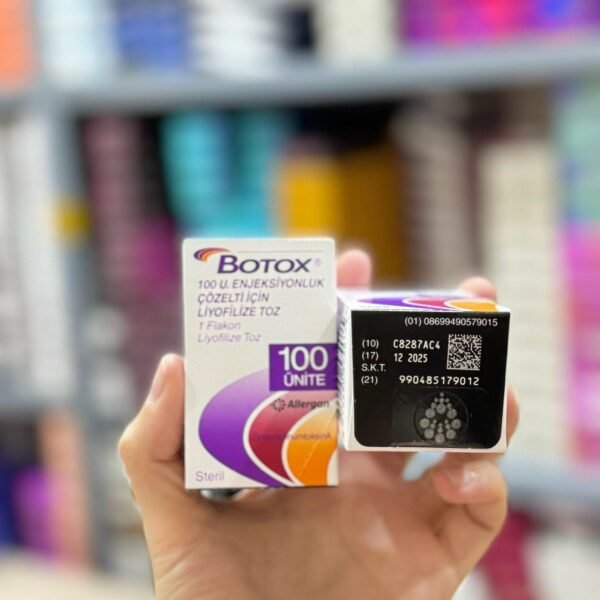 BOTOX®
100 U. ENJEKSİYONLUK
ÇÖZELTİ İÇİN
LİYOFİLİZE TOZ
1 Flakon
Liyofilize Toz
100
ÜNİTE
Allergan
Steril
(01) 08699490579015
(10) C8287AC4
(17) 12 2025
S.K.T.
(21) 990485179012